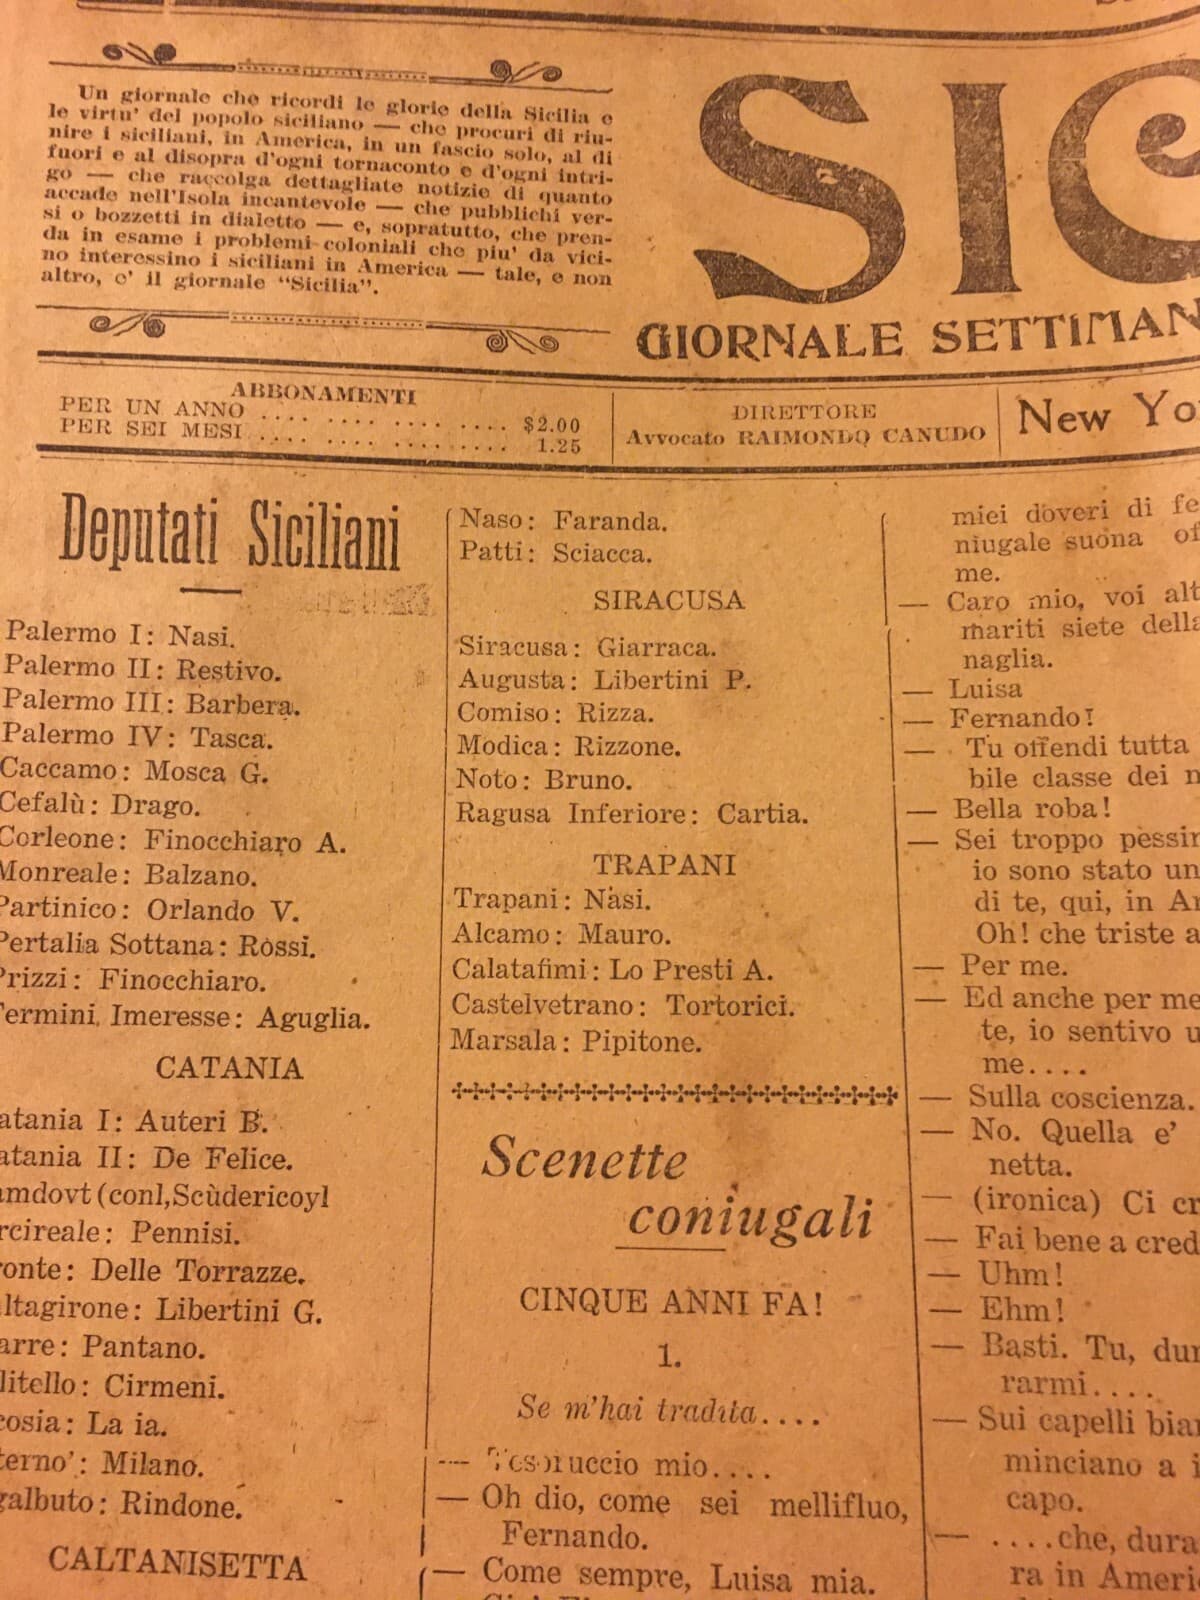 Un giornale che ricordi le glorie della Sicilia e
le virtu' del popolo siciliano — che procuri di riu-
nire i siciliani, in America, in un fascio solo, al di
fuori e al disopra d'ogni tornaconto e d'ogni intri-
go — che raccolga dettagliate notizie di quanto
accade nell'Isola incantevole — che pubblichi ver-
si o bozzetti in dialetto — e, sopratutto, che pren-
da in esame i problemi coloniali che piu' da vici-
no interessino i siciliani in America — tale, e non
altro, e' il giornale "Sicilia".
SIC
GIORNALE SETTIMAN
ABBONAMENTI
PER UN ANNO .... .... .... .... $2.00
PER SEI MESI .... .... .... .... 1.25
DIRETTORE
Avvocato RAIMONDO CANUDO
New Yo
Deputati Siciliani
Palermo I: Nasi.
Palermo II: Restivo.
Palermo III: Barbera.
Palermo IV: Tasca.
Caccamo: Mosca G.
Cefalù: Drago.
Corleone: Finocchiaro A.
Monreale: Balzano.
Partinico: Orlando V.
Pertalia Sottana: Rossi.
Prizzi: Finocchiaro.
Termini Imeresse: Aguglia.
CATANIA
atania I: Auteri B.
atania II: De Felice.
amdovt(conl,Scùdericoyl
rcireale: Pennisi.
ronte: Delle Torrazze.
ltagirone: Libertini G.
arre: Pantano.
litello: Cirmeni.
cosia: La ia.
terno': Milano.
galbuto: Rindone.
CALTANISETTA
Naso: Faranda.
Patti: Sciacca.
SIRACUSA
Siracusa: Giarraca.
Augusta: Libertini P.
Comiso: Rizza.
Modica: Rizzone.
Noto: Bruno.
Ragusa Inferiore: Cartia.
TRAPANI
Trapani: Nasi.
Alcamo: Mauro.
Calatafimi: Lo Presti A.
Castelvetrano: Tortorici.
Marsala: Pipitone.
Scenette
coniugali
CINQUE ANNI FA!
1.
Se m'hai tradita....
— mio....
— Oh dio, come sei mellifluo,
Fernando.
— Come sempre, Luisa mia.
miei doveri di fe
niugale suona of
me.
— Caro mio, voi alt
mariti siete della
naglia.
— Luisa
— Fernando!
— Tu offendi tutta
bile classe dei n
— Bella roba!
— Sei troppo pessin
io sono stato un
di te, qui, in An
Oh! che triste a
— Per me.
— Ed anche per me
te, io sentivo u
me....
— Sulla coscienza.
— No. Quella e'
netta.
— (ironica) Ci cr
— Fai bene a cred
— Uhm!
— Ehm!
— Basti. Tu, dur
rarmi....
— Sui capelli bian
minciano a i
capo.
— ....che, dura
ra in Ameri